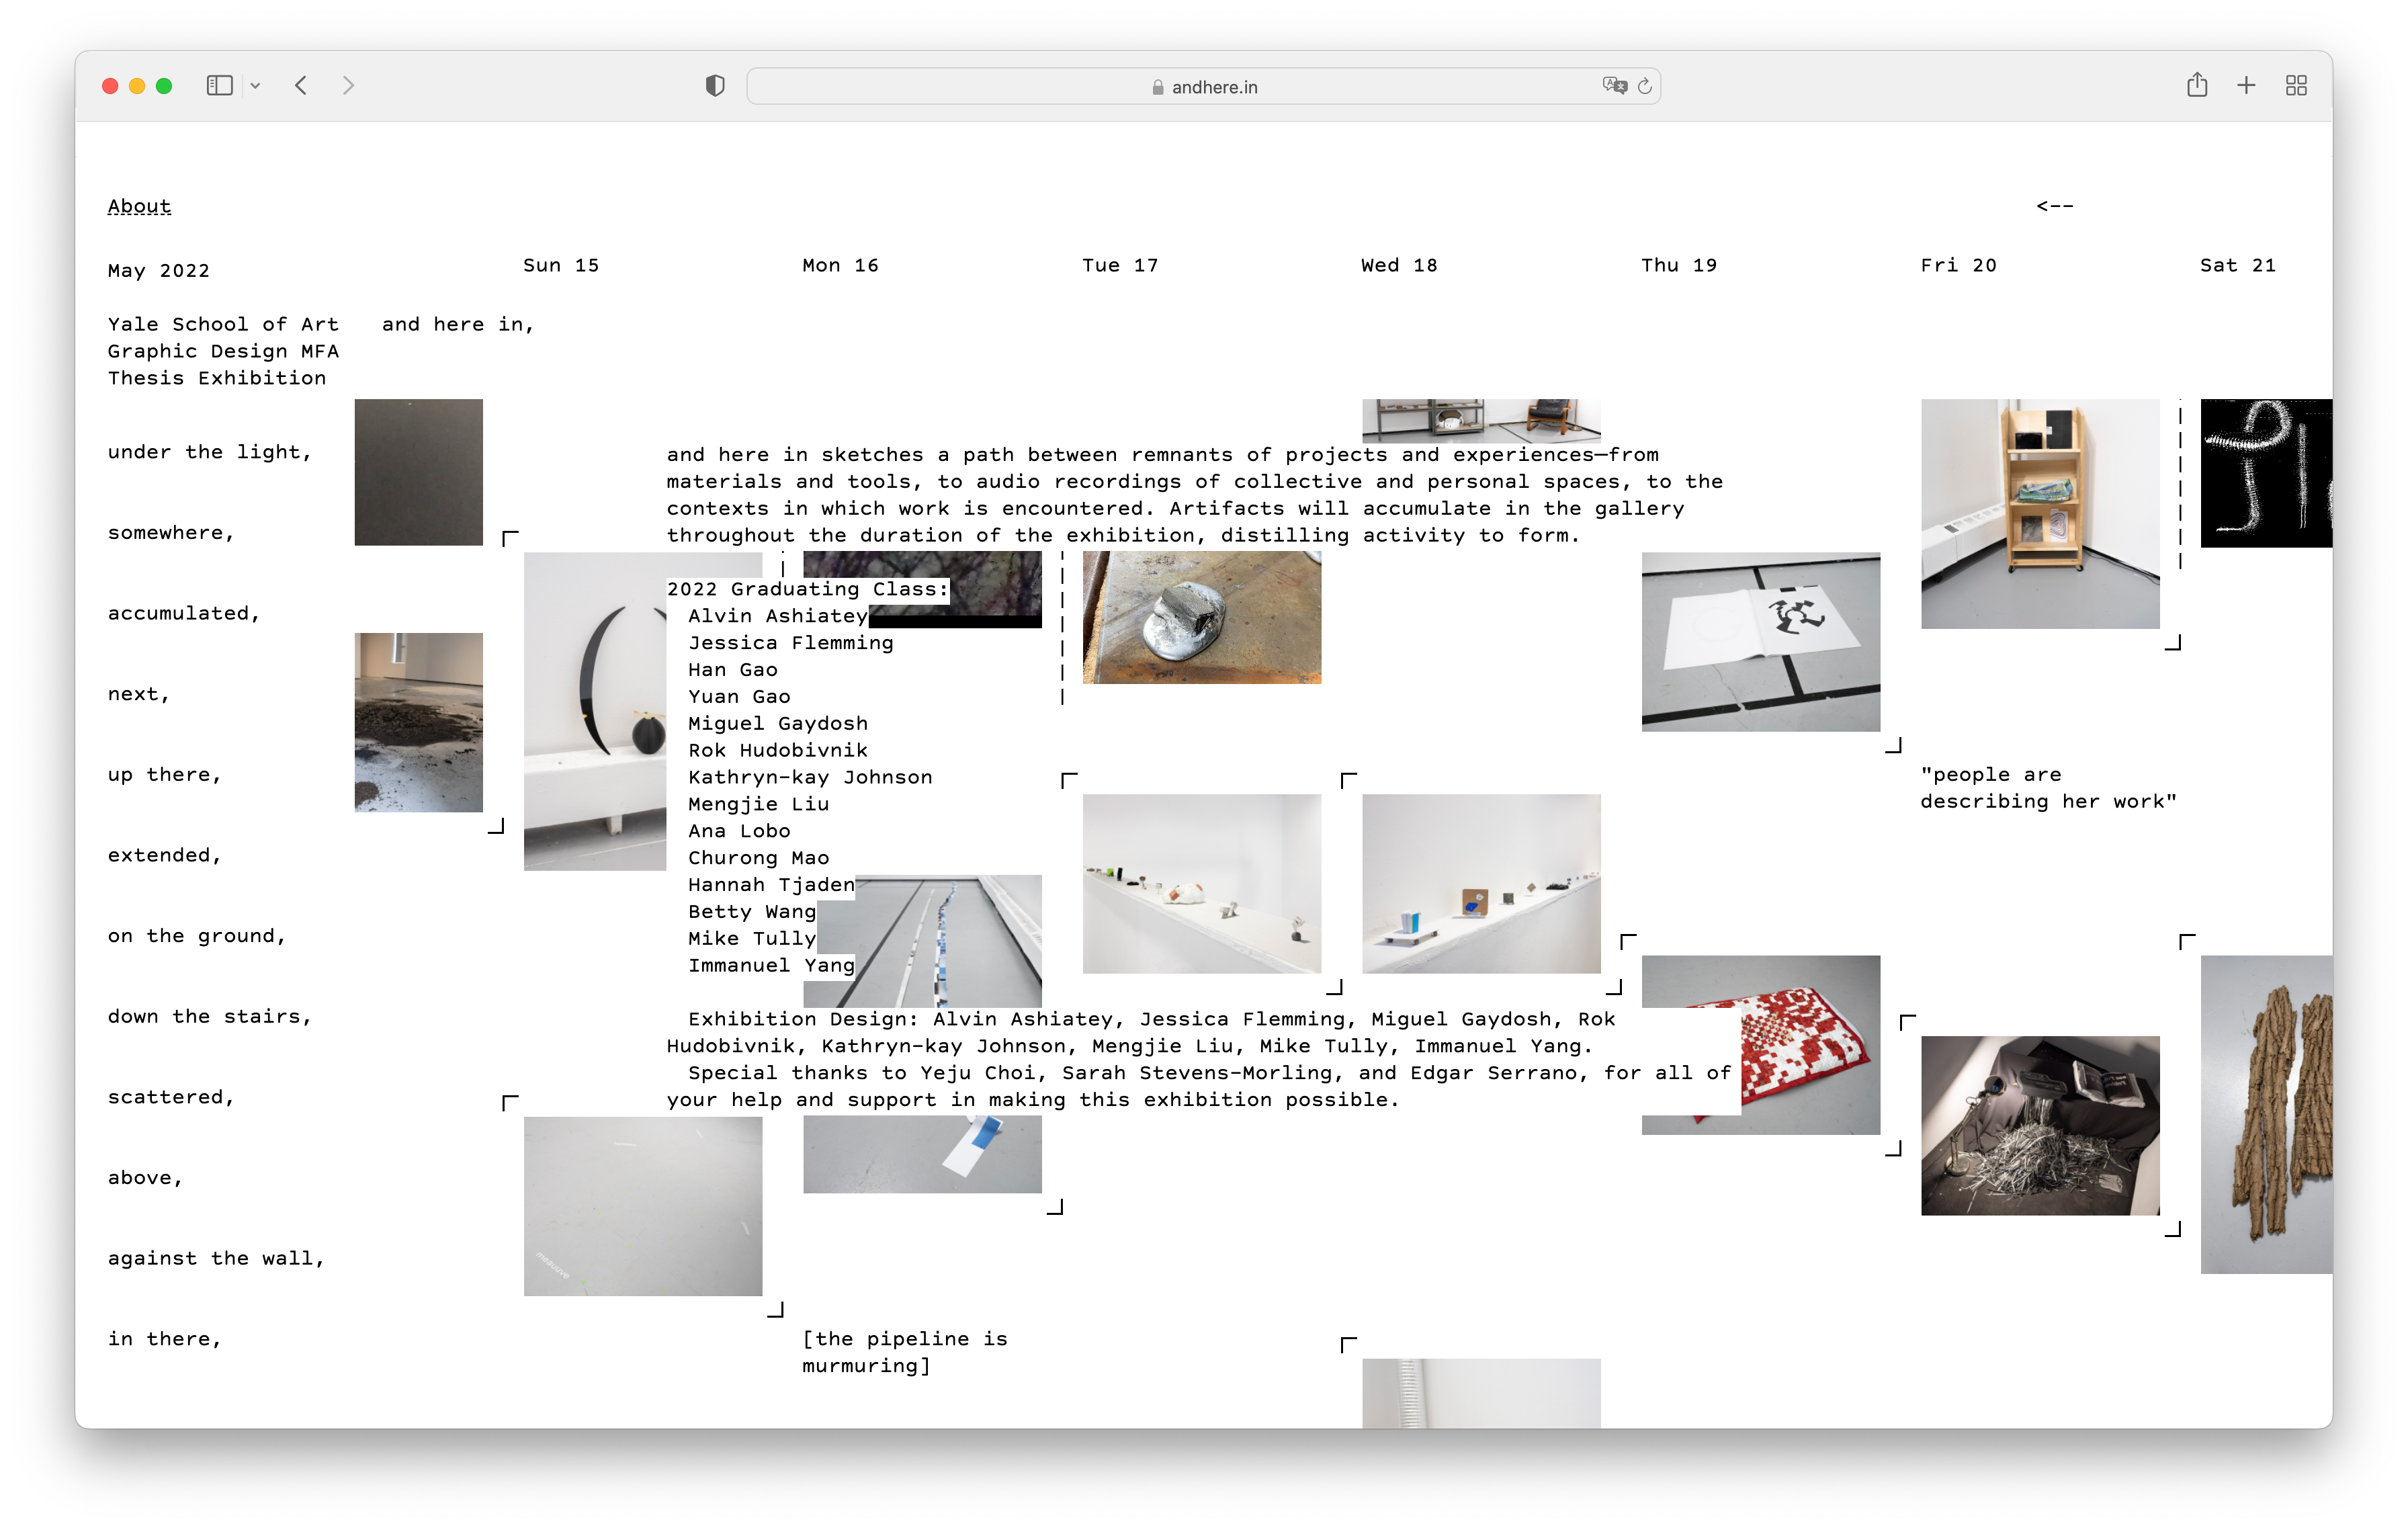 andhere.in
About
<--
May 2022
Sun 15
Mon 16
Tue 17
Wed 18
Thu 19
Fri 20
Sat 21
Yale School of Art
Graphic Design MFA
Thesis Exhibition
and here in,
under the light,
somewhere,
accumulated,
next,
up there,
extended,
on the ground,
down the stairs,
scattered,
above,
against the wall,
in there,
and here in sketches a path between remnants of projects and experiences—from
materials and tools, to audio recordings of collective and personal spaces, to the
contexts in which work is encountered. Artifacts will accumulate in the gallery
throughout the duration of the exhibition, distilling activity to form.
2022 Graduating Class:
Alvin Ashiatey
Jessica Flemming
Han Gao
Yuan Gao
Miguel Gaydosh
Rok Hudobivnik
Kathryn-kay Johnson
Mengjie Liu
Ana Lobo
Churong Mao
Hannah Tjaden
Betty Wang
Mike Tully
Immanuel Yang
Exhibition Design: Alvin Ashiatey, Jessica Flemming, Miguel Gaydosh, Rok
Hudobivnik, Kathryn-kay Johnson, Mengjie Liu, Mike Tully, Immanuel Yang.
Special thanks to Yeju Choi, Sarah Stevens-Morling, and Edgar Serrano, for all of
your help and support in making this exhibition possible.
"people are
describing her work"
[the pipeline is
murmuring]